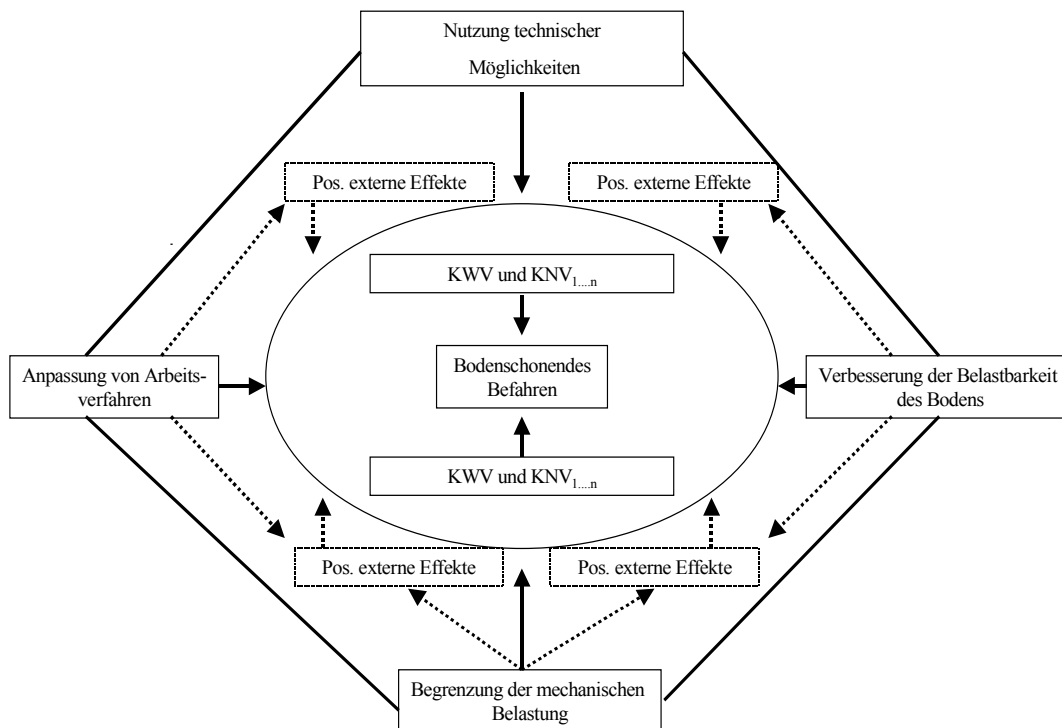 Nutzung technischer
Möglichkeiten
Pos. externe Effekte
Pos. externe Effekte
KWV und KNV1....n
Anpassung von Arbeits-
verfahren
Bodenschonendes
Befahren
Verbesserung der Belastbarkeit
des Bodens
KWV und KNV1....n
Pos. externe Effekte
Pos. externe Effekte
Begrenzung der mechanischen
Belastung